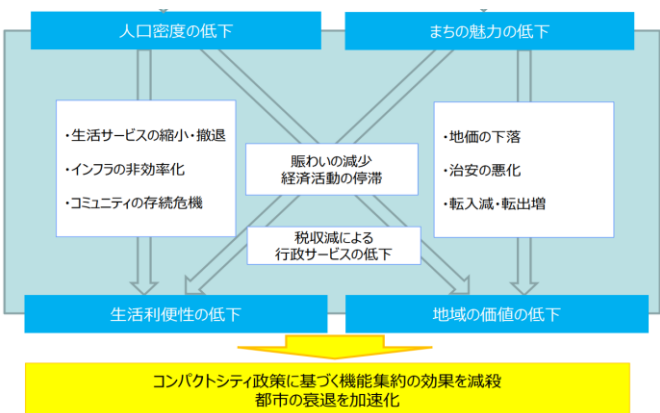 人口密度の低下
まちの魅力の低下
・生活サービスの縮小・撤退
・インフラの非効率化
・コミュニティの存続危機
賑わいの減少
経済活動の停滞
・地価の下落
・治安の悪化
・転入減・転出増
税収減による
行政サービスの低下
生活利便性の低下
地域の価値の低下
コンパクトシティ政策に基づく機能集約の効果を減殺
都市の衰退を加速化